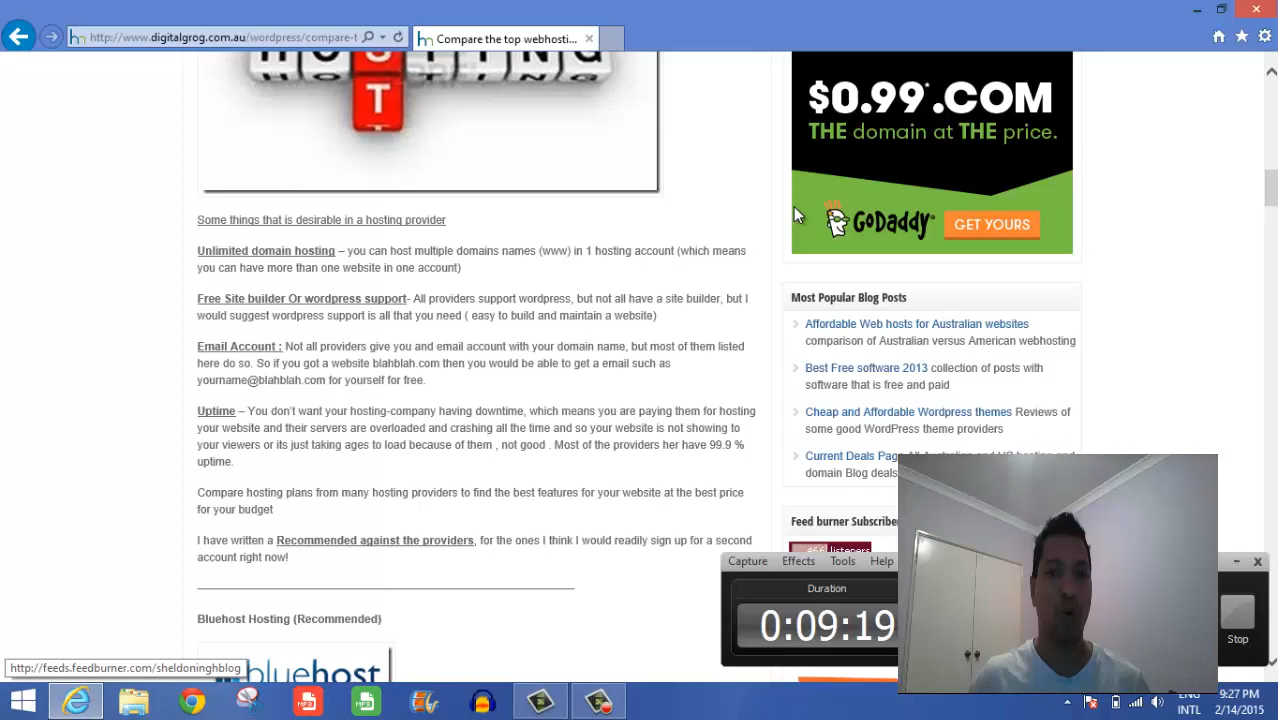 http://www.digitalgrog.com.au/wordpress/compare-t
Compare the top webhosti...
HOSTING
HOSTING
T
$0.99*.COM
THE domain at THE price.
GoDaddy
GET YOURS
Some things that is desirable in a hosting provider
Unlimited domain hosting – you can host multiple domains names (www) in 1 hosting account (which means
you can have more than one website in one account)
Free Site builder Or wordpress support- All providers support wordpress, but not all have a site builder, but I
would suggest wordpress support is all that you need ( easy to build and maintain a website)
Email Account : Not all providers give you and email account with your domain name, but most of them listed
here do so. So if you got a website blahblah.com then you would be able to get a email such as
yourname@blahblah.com for yourself for free.
Uptime – You don't want your hosting-company having downtime, which means you are paying them for hosting
your website and their servers are overloaded and crashing all the time and so your website is not showing to
your viewers or its just taking ages to load because of them , not good . Most of the providers her have 99.9 %
uptime.
Compare hosting plans from many hosting providers to find the best features for your website at the best price
for your budget
I have written a Recommended against the providers, for the ones I think I would readily sign up for a second
account right now!
Bluehost Hosting (Recommended)
bluehost
http://feeds.feedburner.com/sheldoninghblog
Most Popular Blog Posts
Affordable Web hosts for Australian websites
comparison of Australian versus American webhosting
Best Free software 2013 collection of posts with
software that is free and paid
Cheap and Affordable Wordpress themes Reviews of
some good WordPress theme providers
Current Deals Page All Australian and US hosting and
domain Blog deals
Feed burner Subscribe
466 listeners
Capture Effects Tools Help
Duration
0:09:19
Stop
MP3
MP3
ENG
INTL
9:27 PM
2/14/2015